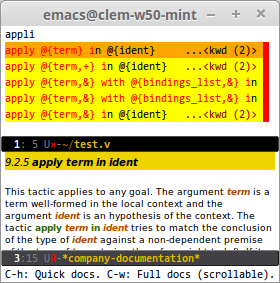 emacs@clem-w50-mint
appli
apply @{term} in @{ident} ...<kwd (2)>
apply @{term,+} in @{ident} ...<kwd (2)>
apply @{term,&} with @{bindings_list,&} in
apply @{term,&} with @{bindings_list,&} in
apply @{term,&} with @{bindings_list,&} in
1: 5 U✖-~/test.v
9.2.5 apply term in ident
This tactic applies to any goal. The argument term is a
term well-formed in the local context and the
argument ident is an hypothesis of the context. The
tactic apply term in ident tries to match the conclusion
of the type of ident against a non-dependent premise
3:15 UR-*company-documentation*
C-h: Quick docs. C-w: Full docs (scrollable).